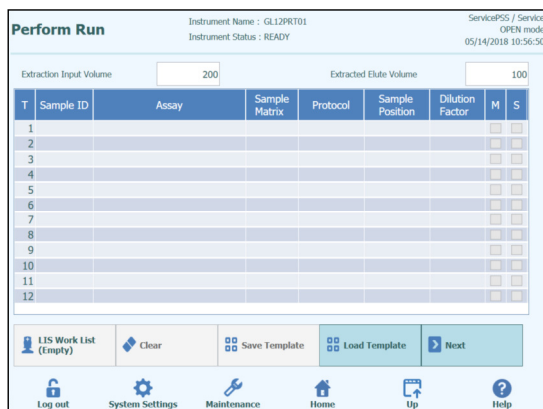 Perform Run
Instrument Name : GL12PRT01
Instrument Status : READY
ServicePSS / Service
OPEN mode
05/14/2018 10:56:50
Extraction Input Volume 200 Extracted Elute Volume 100
T Sample ID Assay Sample Matrix Protocol Sample Position Dilution Factor M S
1
2
3
4
5
6
7
8
9
10
11
12
LIS Work List
(Empty)
Clear
Save Template
Load Template
Next
Log out System Settings Maintenance Home Up Help